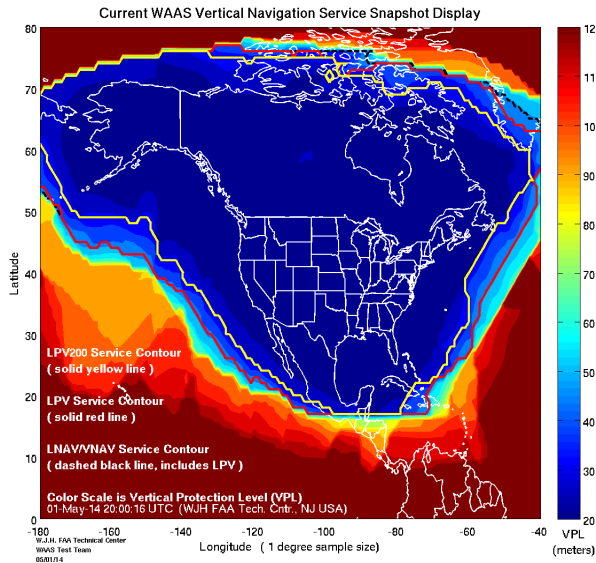 Current WAAS Vertical Navigation Service Snapshot Display
80
70
60
50
40
30
20
10
0
Latitude
LPV200 Service Contour
( solid yellow line )
LPV Service Contour
( solid red line )
LNAV/VNAV Service Contour
( dashed black line, includes LPV )
Color Scale is Vertical Protection Level (VPL)
01-May-14 20:00:16 UTC (WJH FAA Tech. Cntr., NJ USA)
-180 -160 -140 -120 -100 -80 -60 -40
Longitude ( 1 degree sample size)
W.J.H. FAA Technical Center
WAAS Test Team
05/01/14
12
110
100
90
80
70
60
50
40
30
20
VPL
(meters)